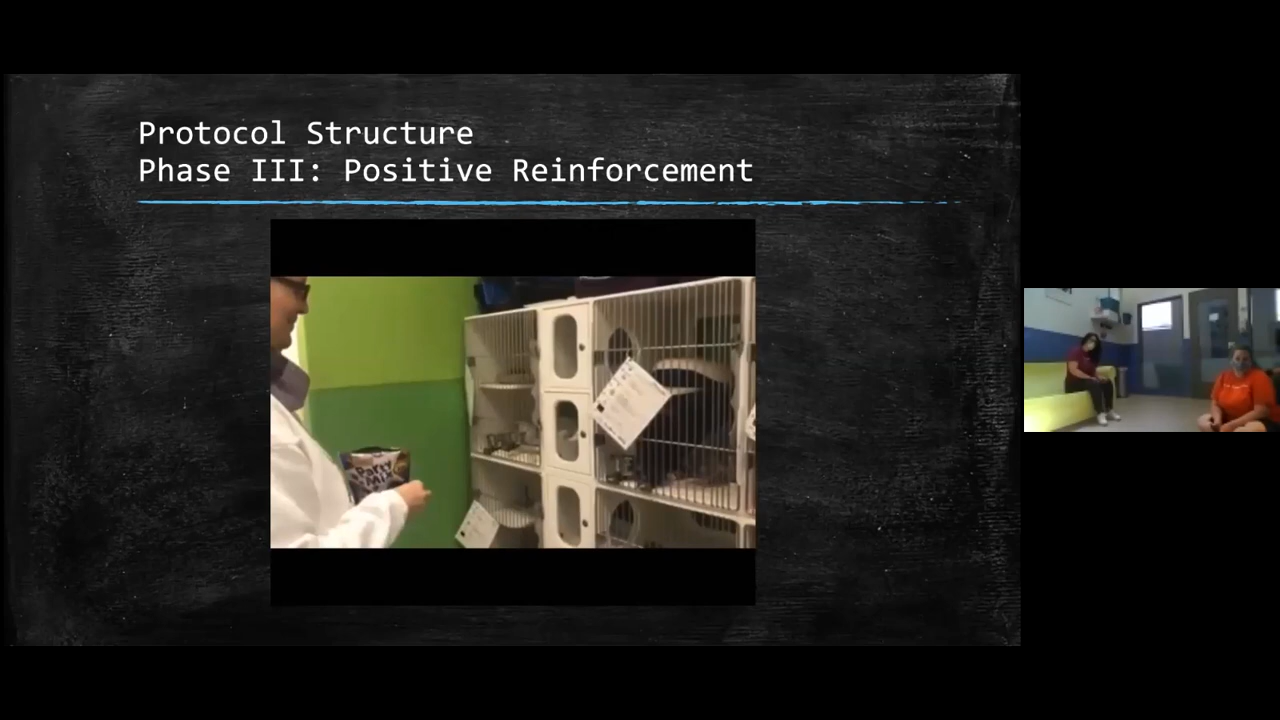 Protocol Structure
Phase III: Positive Reinforcement
Party
Mix